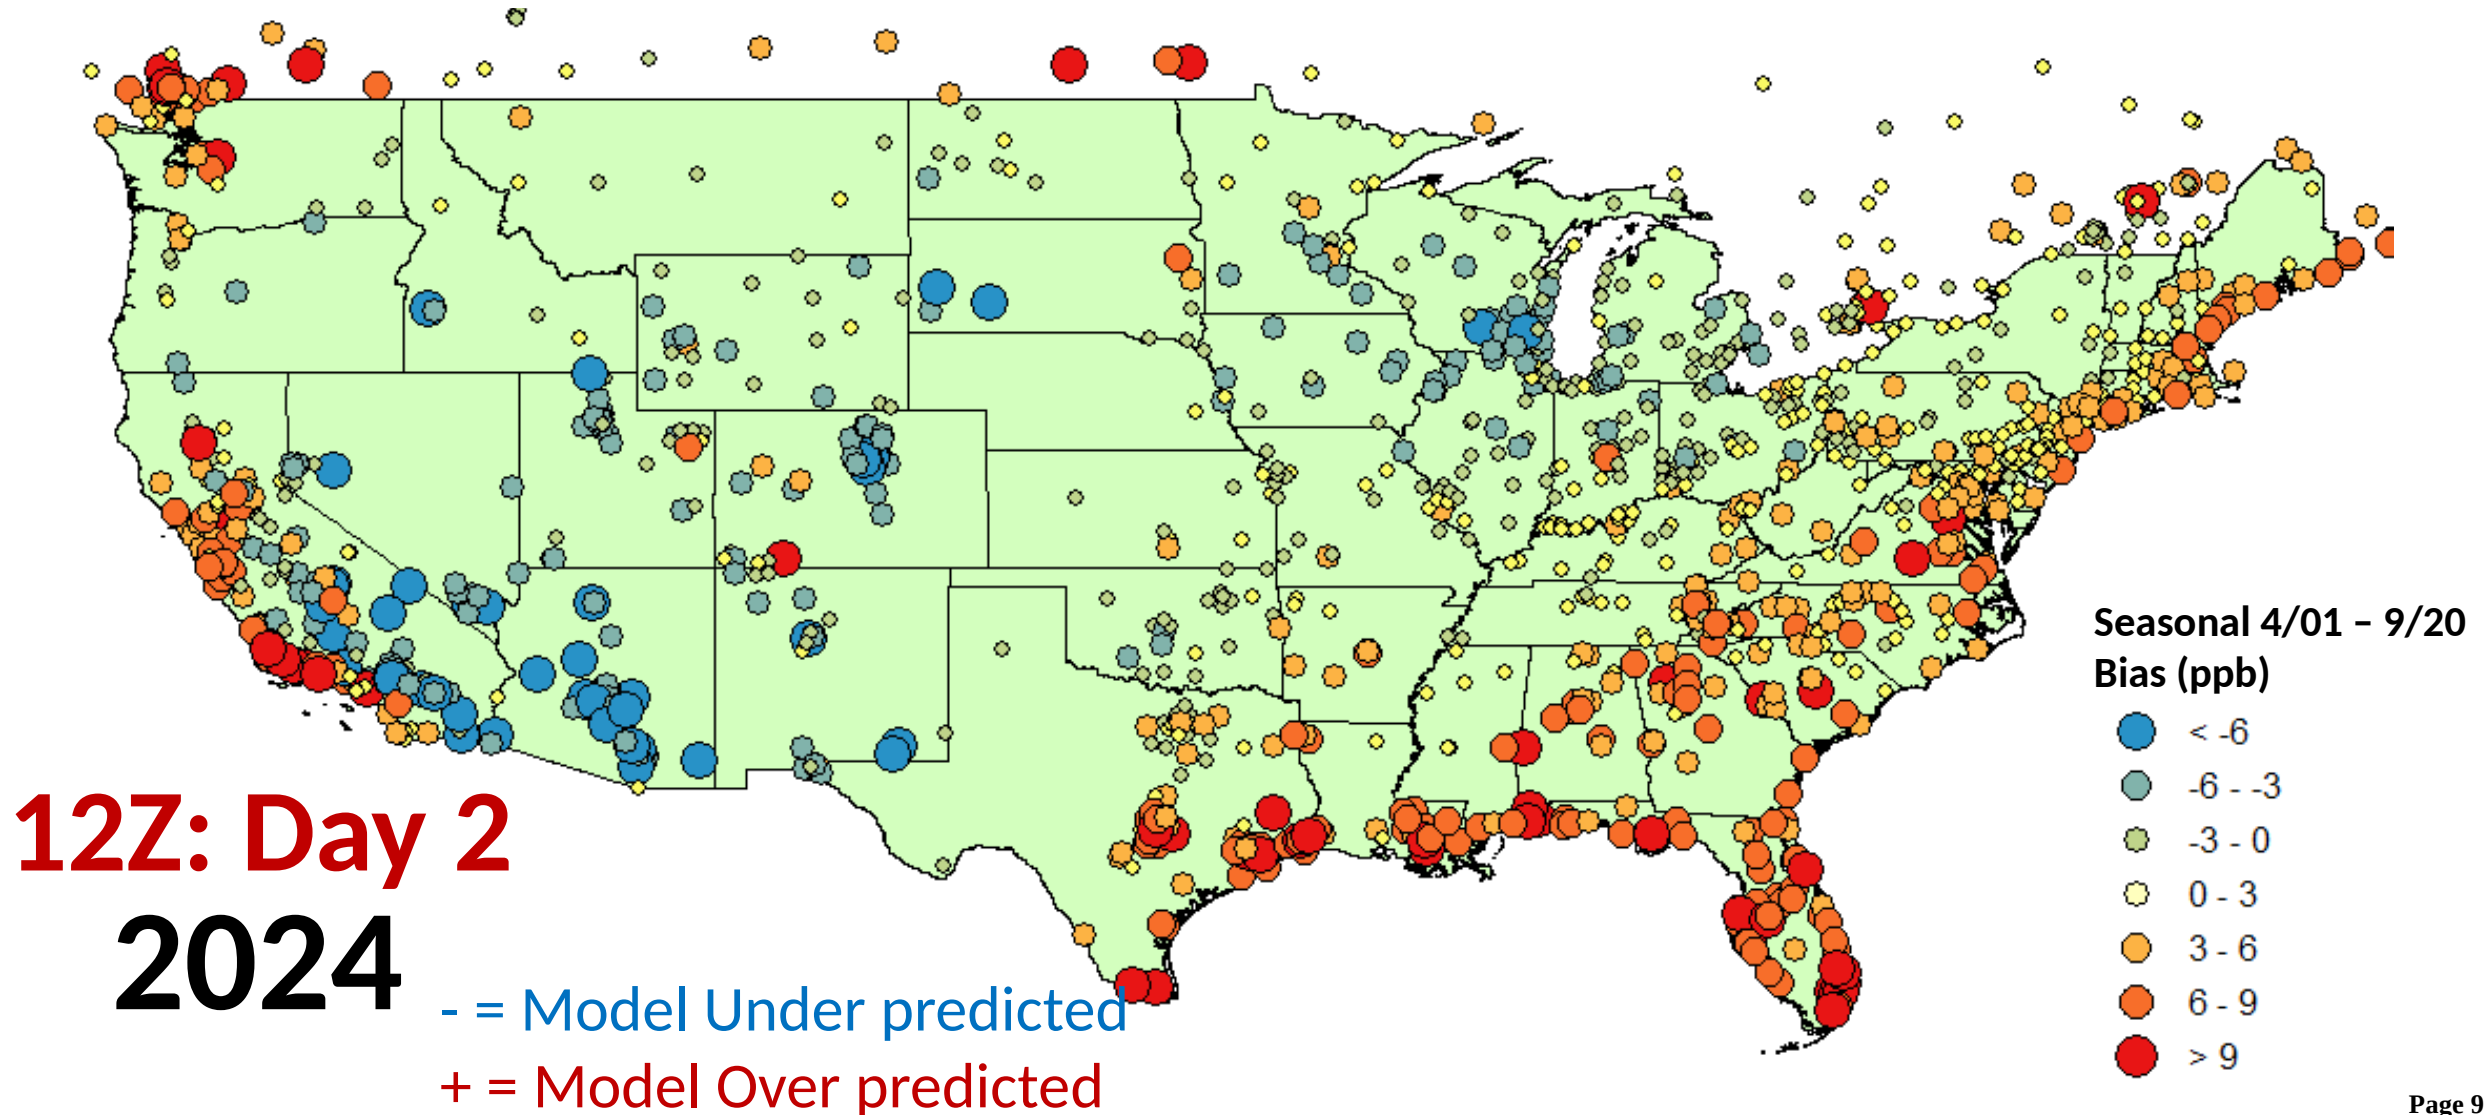 Seasonal 4/01 – 9/20
Bias (ppb)
< -6
-6 - -3
-3 - 0
0 - 3
3 - 6
6 - 9
> 9
12Z: Day 2
2024
- = Model Under predicted
+ = Model Over predicted
Page 9